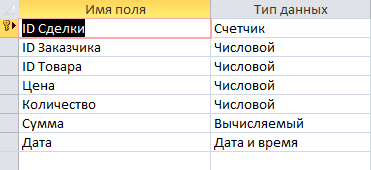 Имя поля Тип данных
ID Сделки Счетчик
ID Заказчика Числовой
ID Товара Числовой
Цена Числовой
Количество Числовой
Сумма Вычисляемый
Дата Дата и время